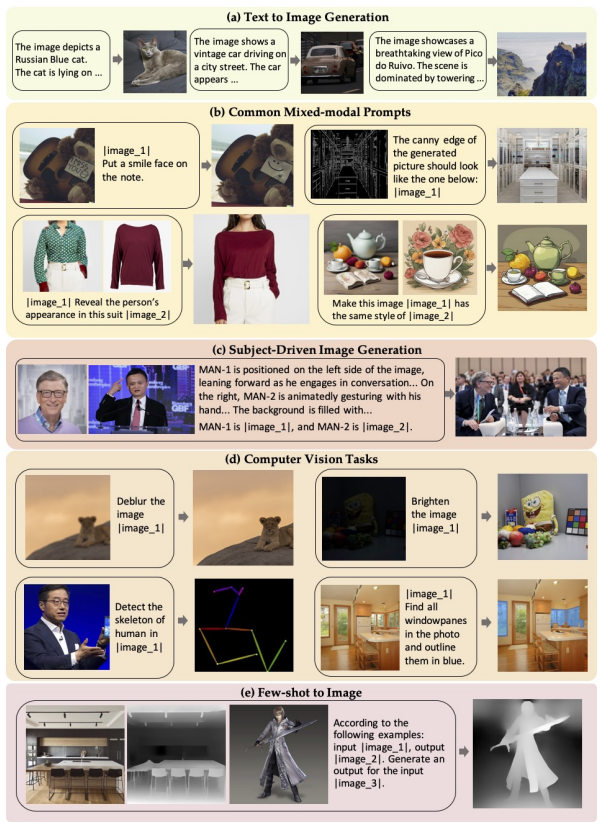 (a) Text to Image Generation
The image depicts a
Russian Blue cat.
The cat is lying on ...
The image shows a
vintage car driving on
a city street. The car
appears ...
The image showcases a
breathtaking view of Pico
do Ruivo. The scene is
dominated by towering ...
(b) Common Mixed-modal Prompts
|image_1|
Put a smile face on
the note.
The canny edge of
the generated
picture should look
like the one below:
|image_1|
|image_1| Reveal the person's
appearance in this suit |image_2|
Make this image |image_1| has
the same style of |image_2|
(c) Subject-Driven Image Generation
MAN-1 is positioned on the left side of the image,
leaning forward as he engages in conversation... On
the right, MAN-2 is animatedly gesturing with his
hand... The background is filled with...
MAN-1 is |image_1|, and MAN-2 is |image_2|.
GBF
(d) Computer Vision Tasks
Deblur the
image
|image_1|
Brighten
the image
|image_1|
Detect the
skeleton of
human in
|image_1|
|image_1|
Find all
windowpanes
in the photo
and outline
them in blue.
(e) Few-shot to Image
According to the
following examples:
input |image_1|, output
|image_2|. Generate an
output for the input
|image_3|.